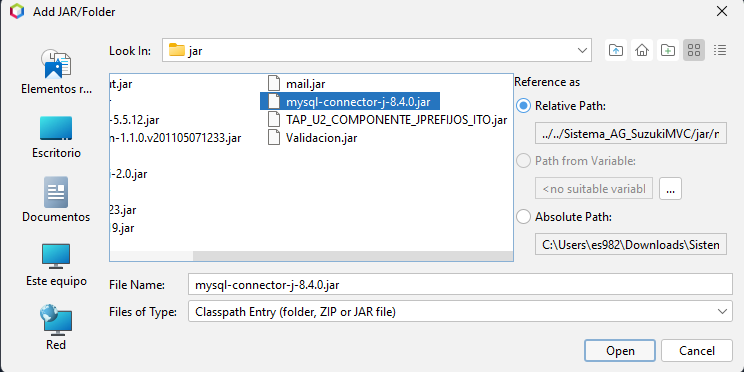 Add JAR/Folder
Look In:
jar
Elementos r...
Escritorio
Documentos
Este equipo
Red
ut.jar
-5.5.12.jar
n-1.1.0.v201105071233.jar
i-2.0.jar
23.jar
19.jar
mail.jar
mysql-connector-j-8.4.0.jar
TAP_U2_COMPONENTE_JPREFIJOS_ITO.jar
Validacion.jar
Reference as
Relative Path:
../../Sistema_AG_SuzukiMVC/jar/r
Path from Variable:
<no suitable variabl
...
Absolute Path:
C:\Users\es982\Downloads\Sisten
File Name:
mysql-connector-j-8.4.0.jar
Files of Type:
Classpath Entry (folder, ZIP or JAR file)
Open
Cancel